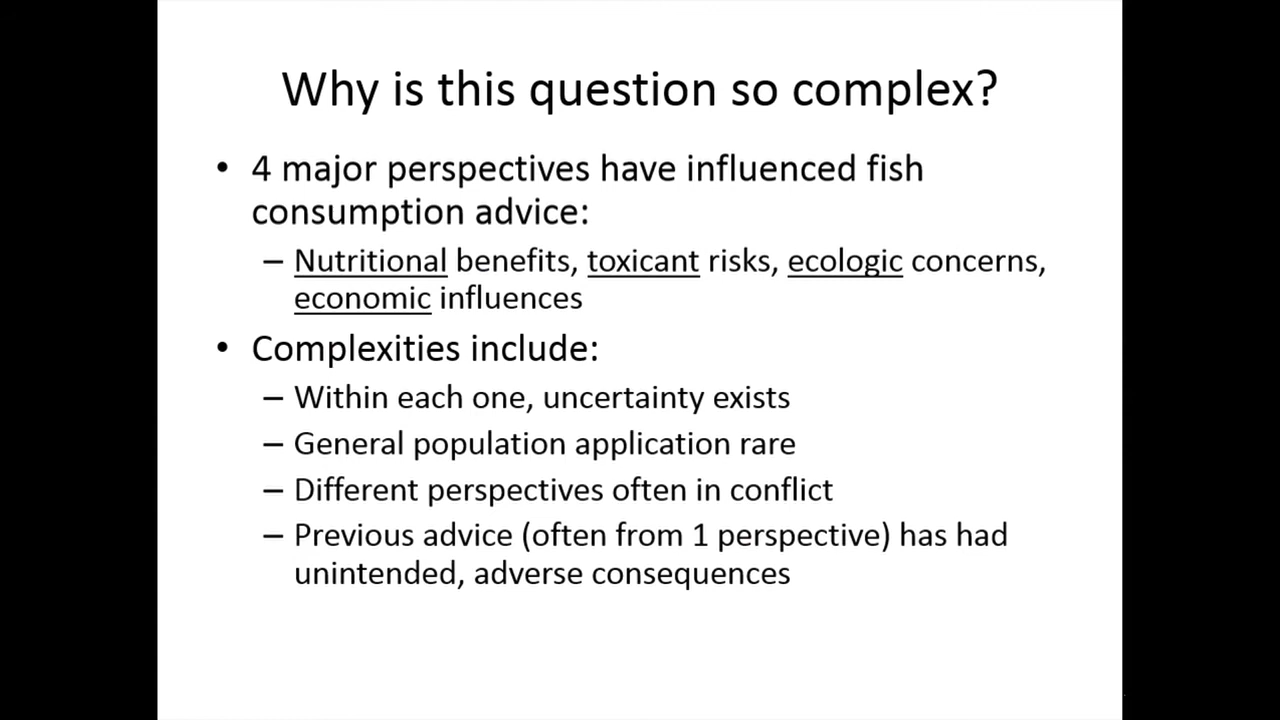 Why is this question so complex?
• 4 major perspectives have influenced fish
consumption advice:
– Nutritional benefits, toxicant risks, ecologic concerns,
economic influences
• Complexities include:
– Within each one, uncertainty exists
– General population application rare
– Different perspectives often in conflict
– Previous advice (often from 1 perspective) has had
unintended, adverse consequences